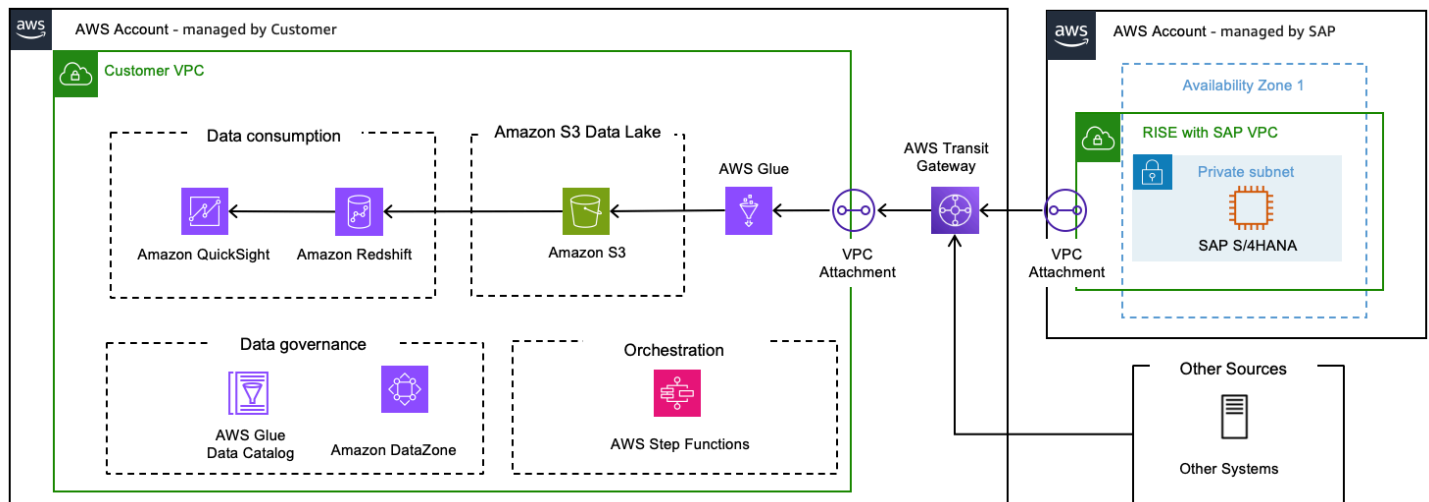 aws
AWS Account - managed by Customer
Customer VPC
Data consumption
Amazon QuickSight
Amazon Redshift
Amazon S3 Data Lake
Amazon S3
AWS Glue
VPC
Attachment
AWS Transit
Gateway
Data governance
AWS Glue
Data Catalog
Amazon DataZone
Orchestration
AWS Step Functions
aws
AWS Account - managed by SAP
Availability Zone 1
RISE with SAP VPC
Private subnet
SAP S/4HANA
VPC
Attachment
Other Sources
Other Systems